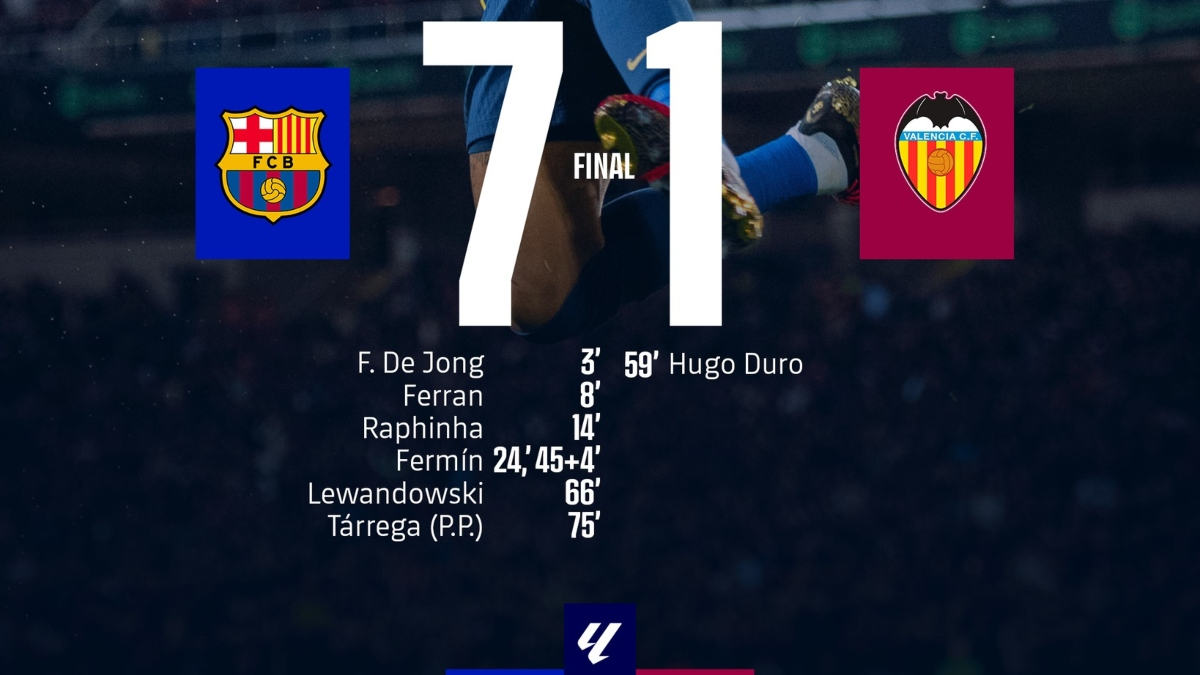 7 1
FINAL
F C B
VALENCIA C.F.
F. De Jong 3’ 59’ Hugo Duro
Ferran 8’
Raphinha 14’
Fermín 24,’ 45+4’
Lewandowski 66’
Tárrega (P.P.) 75’